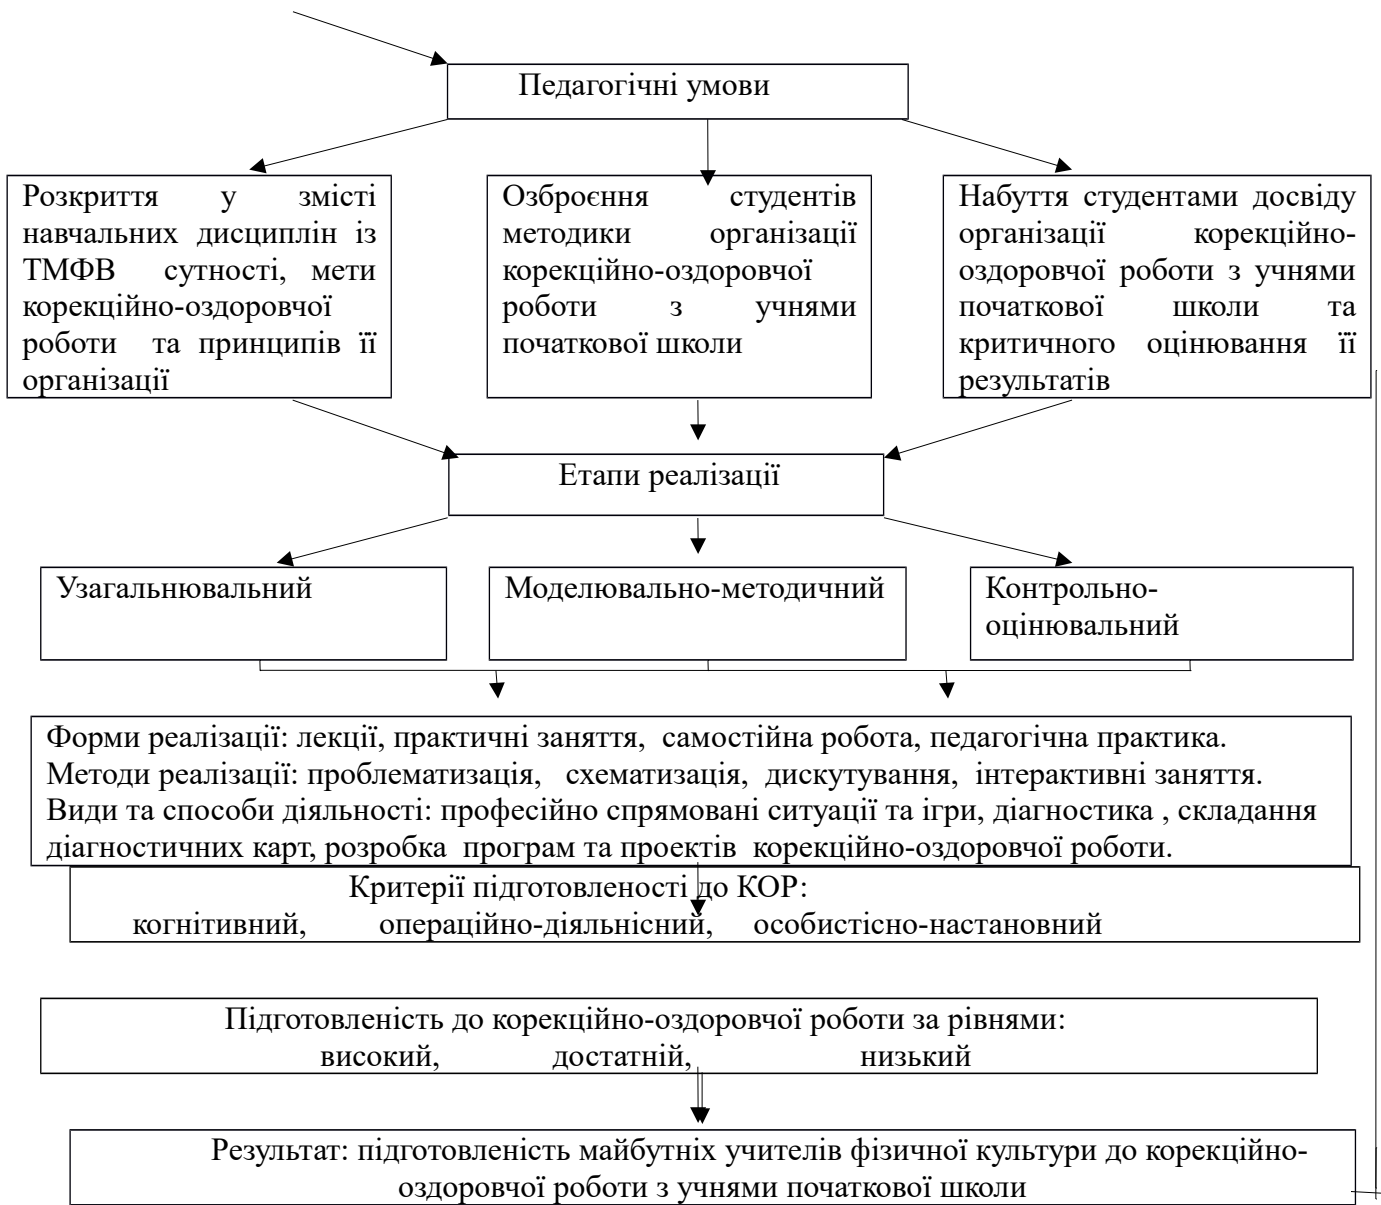 Педагогічні умови
Розкриття у змісті
навчальних дисциплін із
ТМФВ сутності, мети
корекційно-оздоровчої
роботи та принципів її
організації
Озброєння студентів
методики організації
корекційно-оздоровчої
роботи з учнями
початкової школи
Набуття студентами досвіду
організації корекційно-
оздоровчої роботи з учнями
початкової школи та
критичного оцінювання її
результатів
Етапи реалізації
Узагальнювальний
Моделювально-методичний
Контрольно-
оцінювальний
Форми реалізації: лекції, практичні заняття, самостійна робота, педагогічна практика.
Методи реалізації: проблематизація, схематизація, дискутування, інтерактивні заняття.
Види та способи діяльності: професійно спрямовані ситуації та ігри, діагностика , складання
діагностичних карт, розробка програм та проектів корекційно-оздоровчої роботи.
Критерії підготовленості до КОР:
когнітивний, операційно-діяльнісний, особистісно-настановний
Підготовленість до корекційно-оздоровчої роботи за рівнями:
високий, достатній, низький
Результат: підготовленість майбутніх учителів фізичної культури до корекційно-
оздоровчої роботи з учнями початкової школи